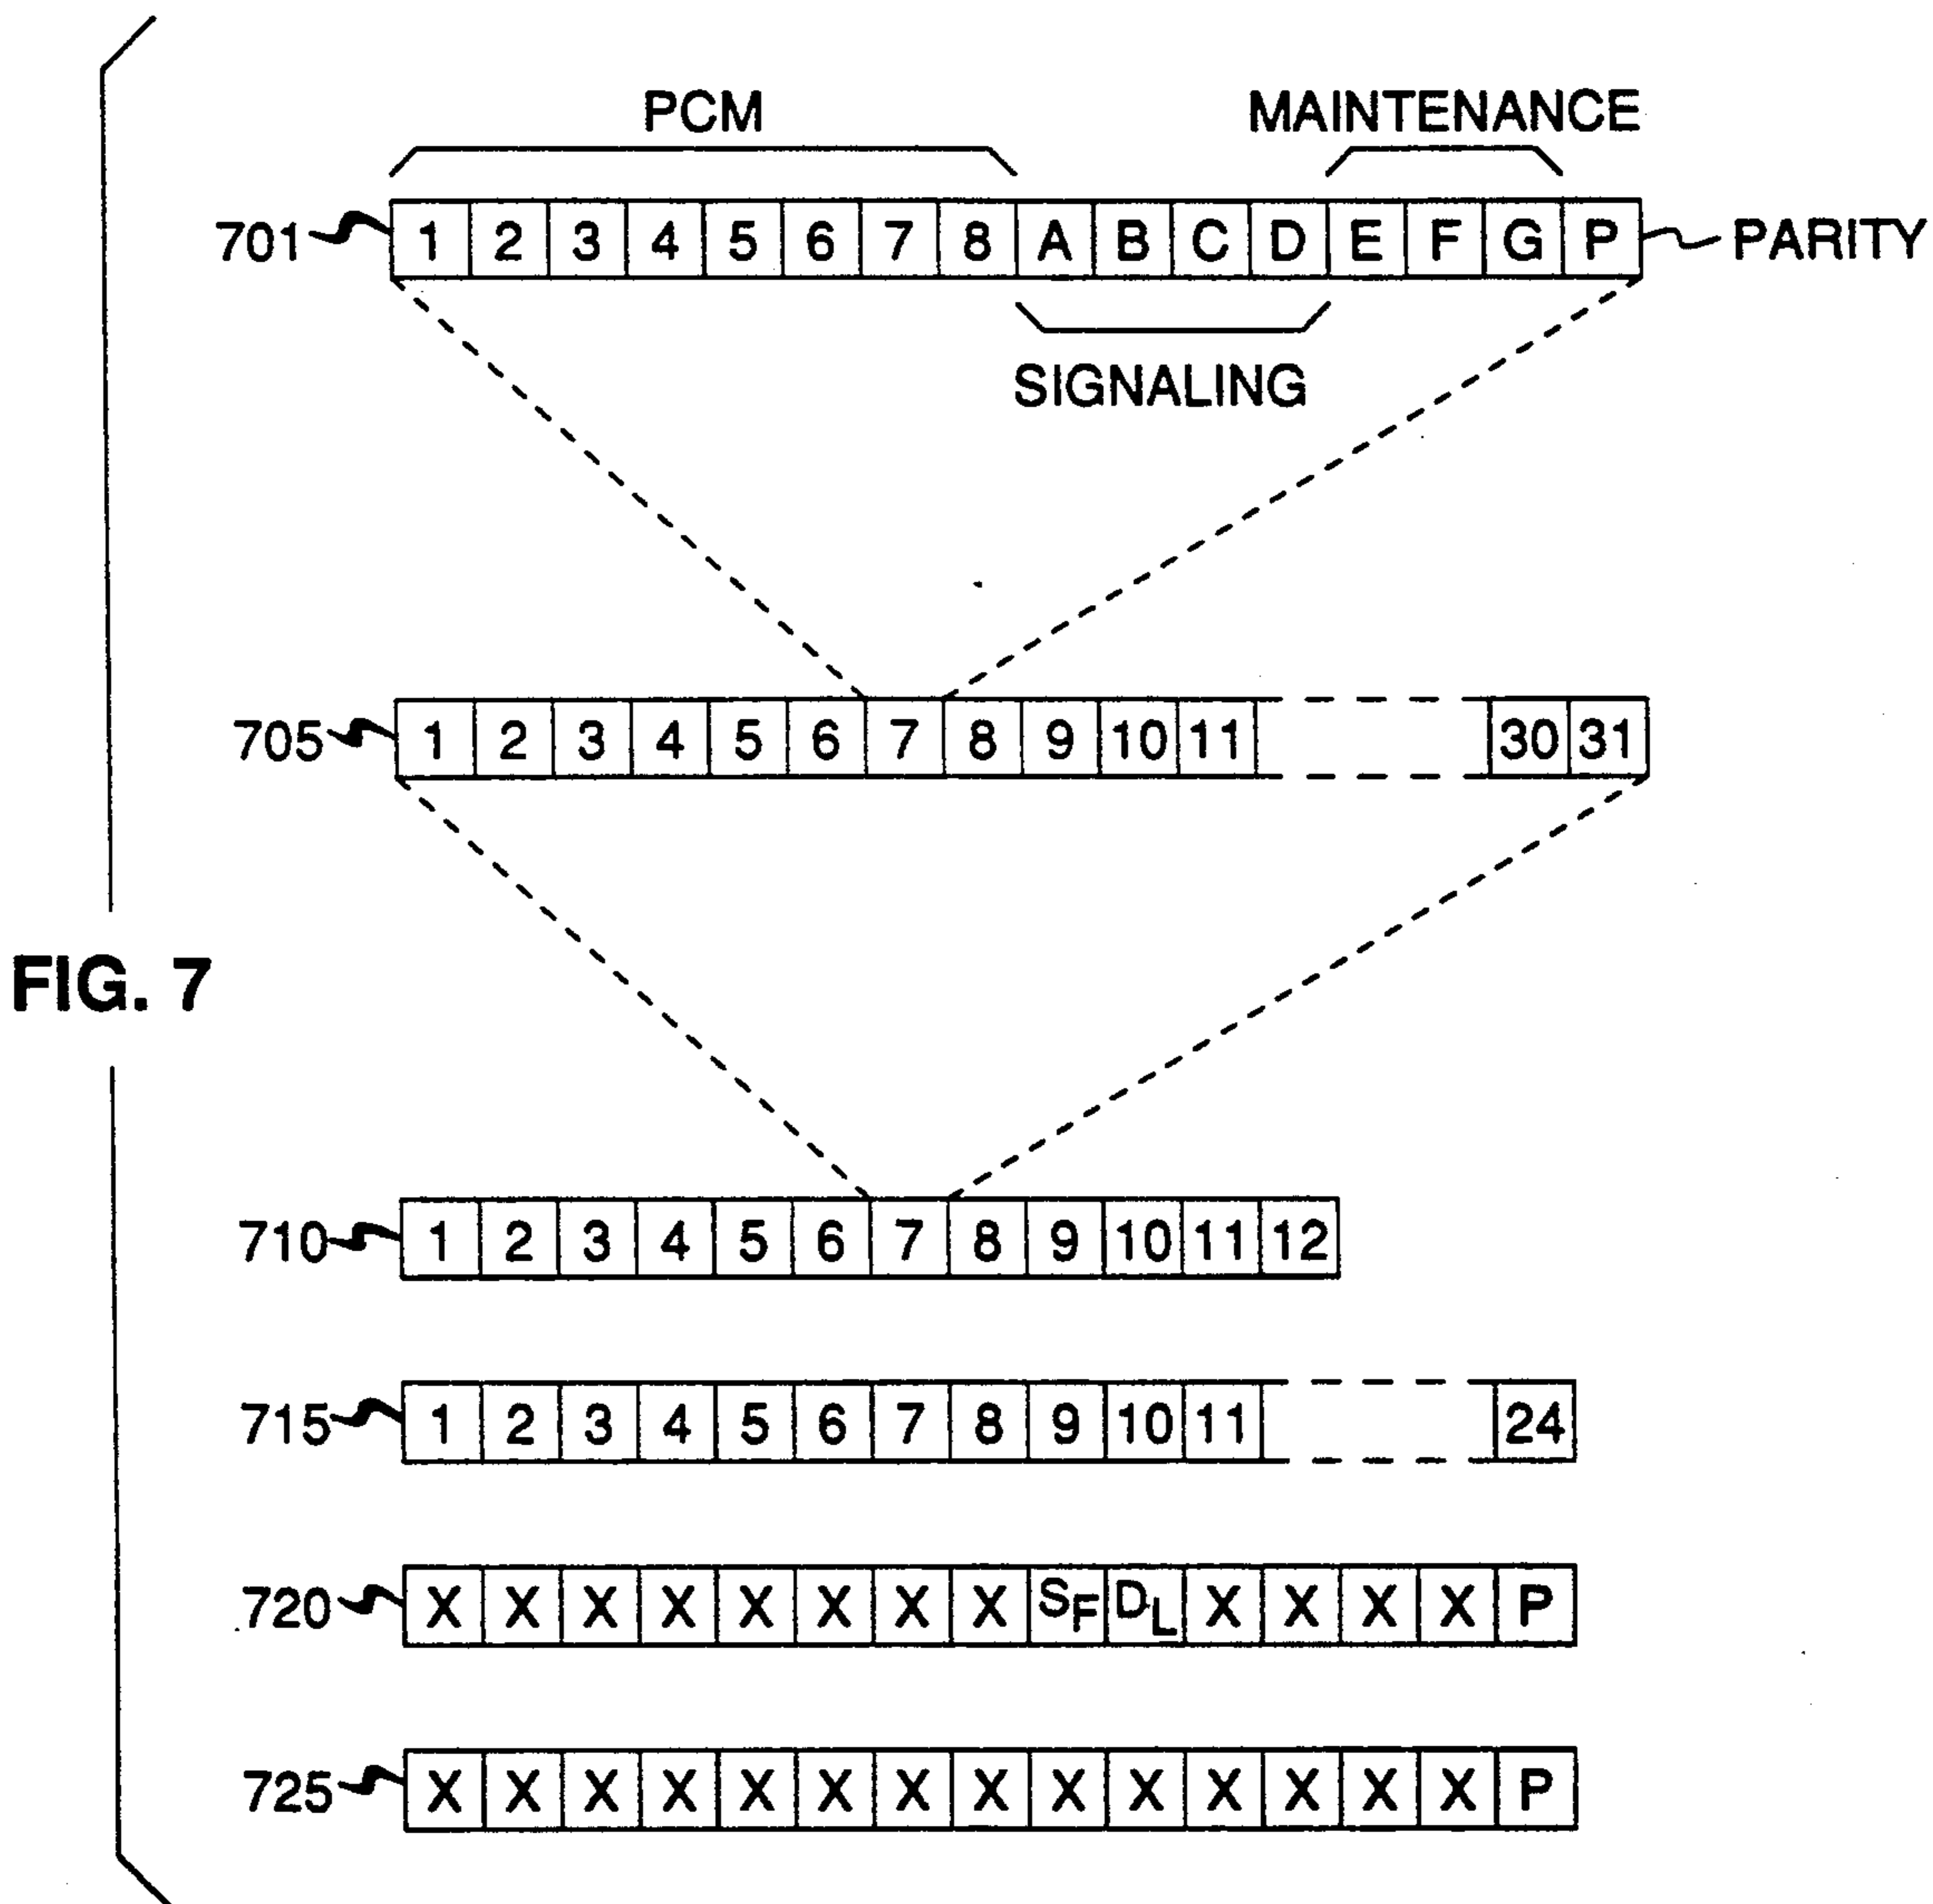 PCM MAINTENANCE
701 1 2 3 4 5 6 7 8 A B C D E F G P PARITY
SIGNALING
705 1 2 3 4 5 6 7 8 9 10 11 30 31
FIG. 7
710 1 2 3 4 5 6 7 8 9 10 11 12
715 1 2 3 4 5 6 7 8 9 10 11 24
720 X X X X X X X X SF DL X X X X P
725 X X X X X X X X X X X X X X P